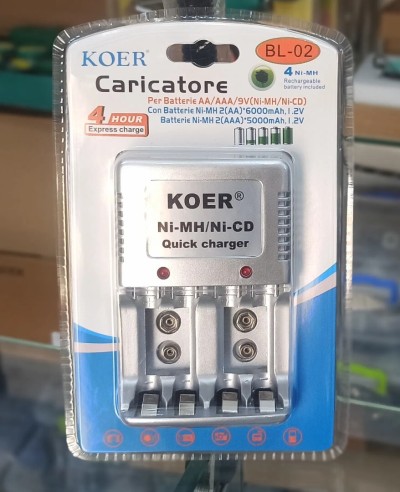 KOER®
BL-02
Caricatore
4 Ni-MH
Rechargeable
battery included
Per Batterie AA/AAA/9V(Ni-MH/Ni-CD)
Con Batterie Ni-MH 2(AA)*6000mAh,1.2V
Batterie Ni-MH 2(AAA)*5000mAh,1.2V
4 HOUR
Express charge
KOER®
Ni-MH/Ni-CD
Quick charger